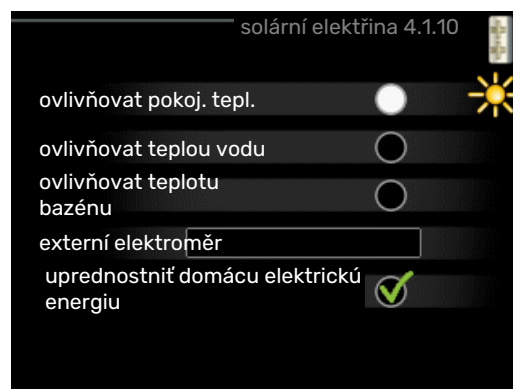 solární elektřina 4.1.10
ovlivňovat pokoj. tepl.
ovlivňovat teplou vodu
ovlivňovat teplotu
bazénu
externí elektroměr
uprednostniť domácu elektrickú
energiu